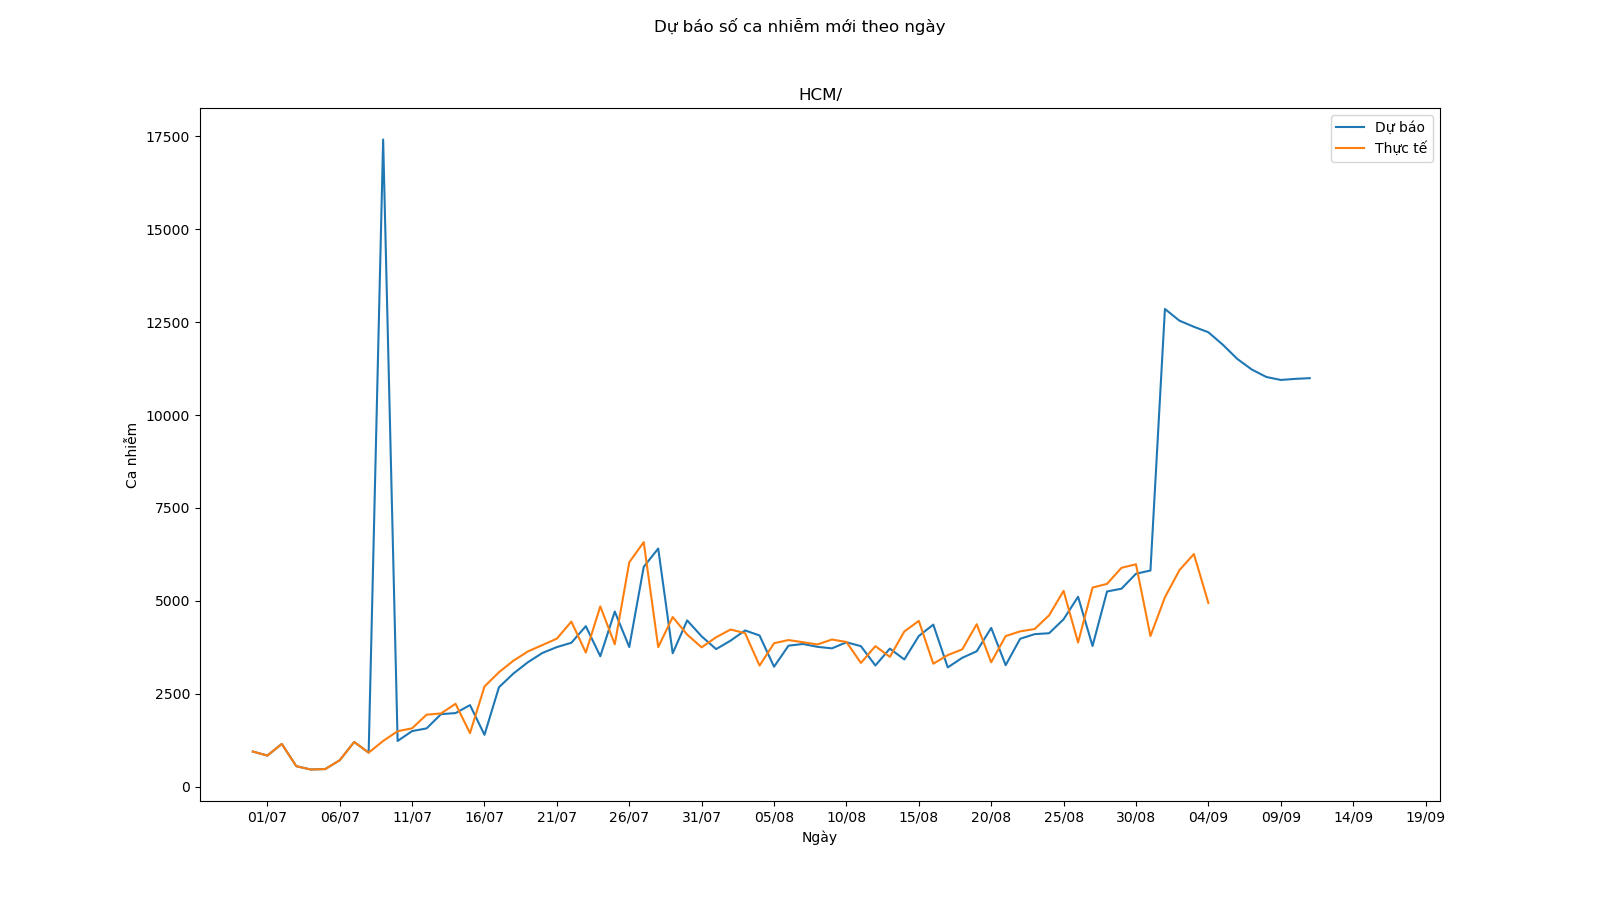 Dự báo số ca nhiễm mới theo ngày
HCM/
Dự báo
Thực tế
17500
15000
12500
10000
7500
5000
2500
0
Ca nhiễm
01/07 06/07 11/07 16/07 21/07 26/07 31/07 05/08 10/08 15/08 20/08 25/08 30/08 04/09 09/09 14/09 19/09
Ngày